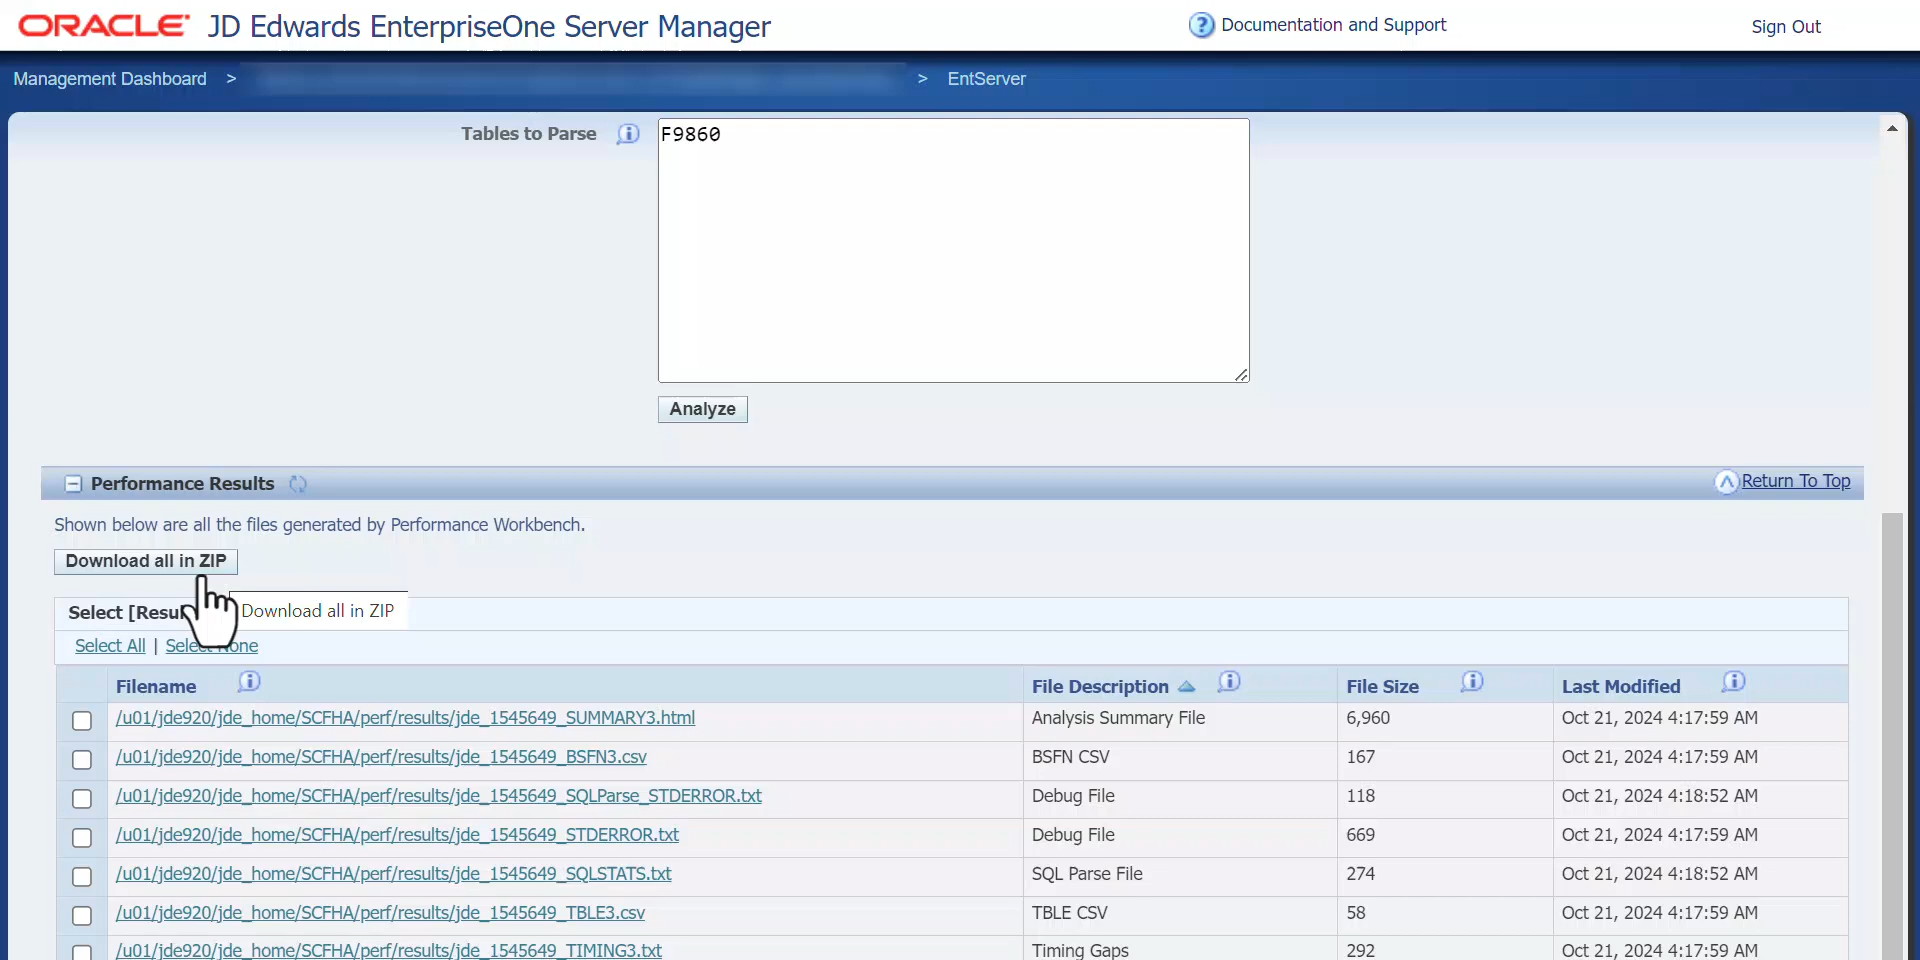 ORACLE JD Edwards EnterpriseOne Server Manager
Documentation and Support
Sign Out
Management Dashboard > > EntServer
Tables to Parse
F9860
Analyze
Performance Results
Return To Top
Shown below are all the files generated by Performance Workbench.
Download all in ZIP
Select [Resul
Download all in ZIP
Select All | Select None
Filename File Description File Size Last Modified
/u01/jde920/jde_home/SCFHA/perf/results/jde_1545649_SUMMARY3.html Analysis Summary File 6,960 Oct 21, 2024 4:17:59 AM
/u01/jde920/jde_home/SCFHA/perf/results/jde_1545649_BSFN3.csv BSFN CSV 167 Oct 21, 2024 4:17:59 AM
/u01/jde920/jde_home/SCFHA/perf/results/jde_1545649_SQLParse_STDERROR.txt Debug File 118 Oct 21, 2024 4:18:52 AM
/u01/jde920/jde_home/SCFHA/perf/results/jde_1545649_STDERROR.txt Debug File 669 Oct 21, 2024 4:17:59 AM
/u01/jde920/jde_home/SCFHA/perf/results/jde_1545649_SQLSTATS.txt SQL Parse File 274 Oct 21, 2024 4:18:52 AM
/u01/jde920/jde_home/SCFHA/perf/results/jde_1545649_TBLE3.csv TBLE CSV 58 Oct 21, 2024 4:17:59 AM
/u01/jde920/jde_home/SCFHA/perf/results/jde_1545649_TIMING3.txt Timing Gaps 292 Oct 21, 2024 4:17:59 AM